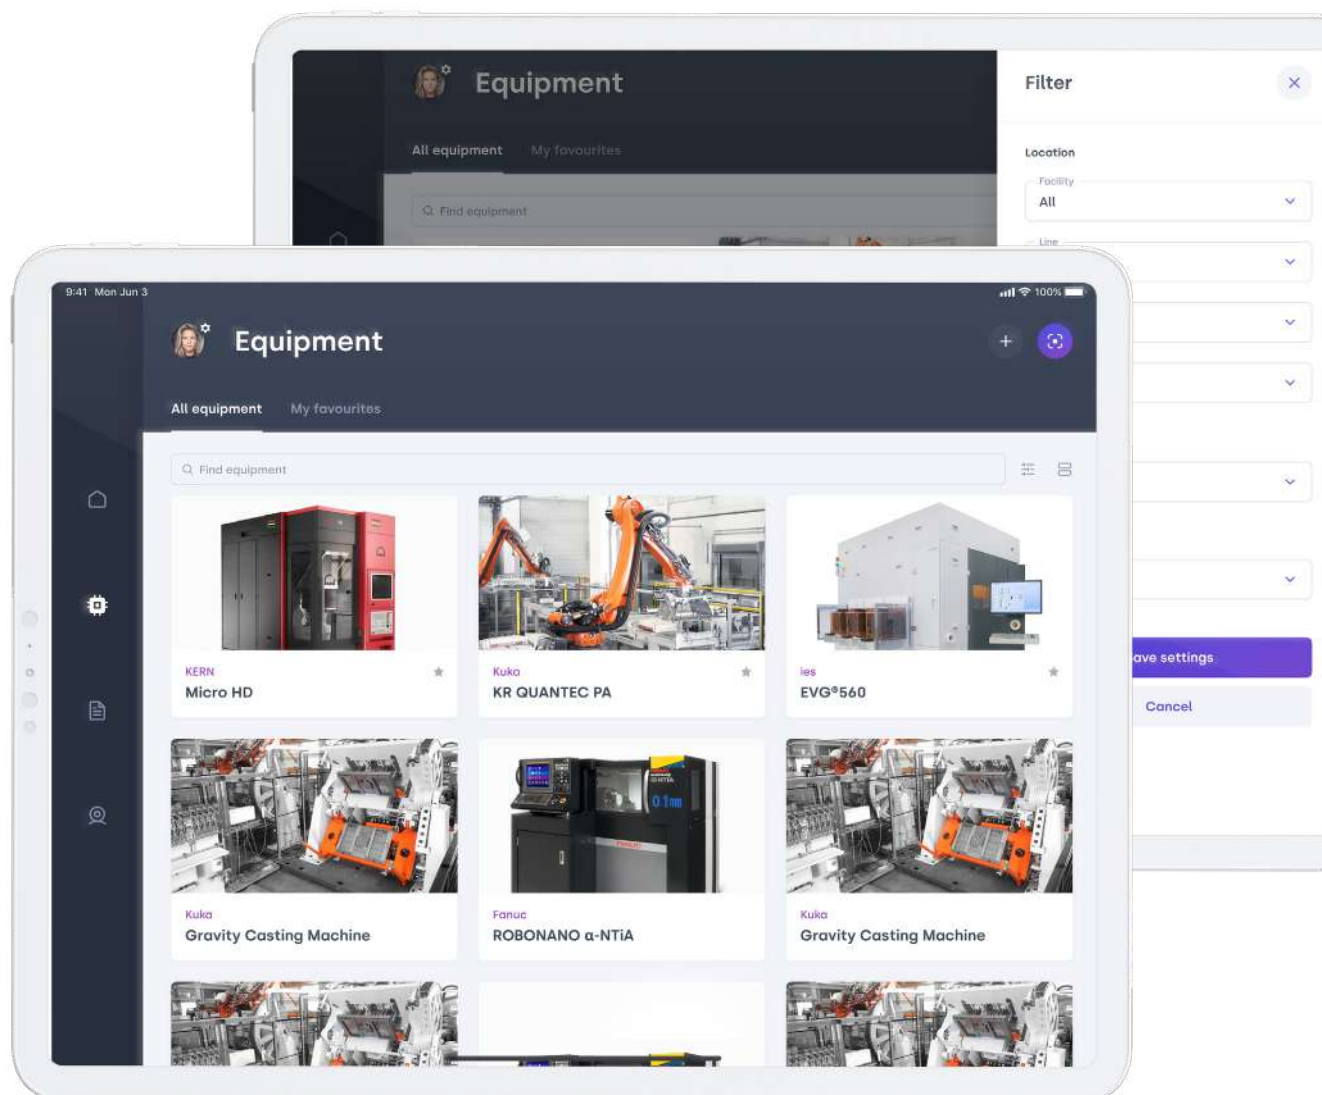 Equipment
Filter
All equipment
My favourites
Location
Facility
All
Find equipment
Line
9:41 Mon Jun 3
100%
Equipment
All equipment
My favourites
Find equipment
KERN
Micro HD
Kuka
KR QUANTEC PA
ies
EVG®560
ave settings
Cancel
Kuka
Gravity Casting Machine
Fanuc
ROBONANO α-NTiA
0.1nm
Kuka
Gravity Casting Machine